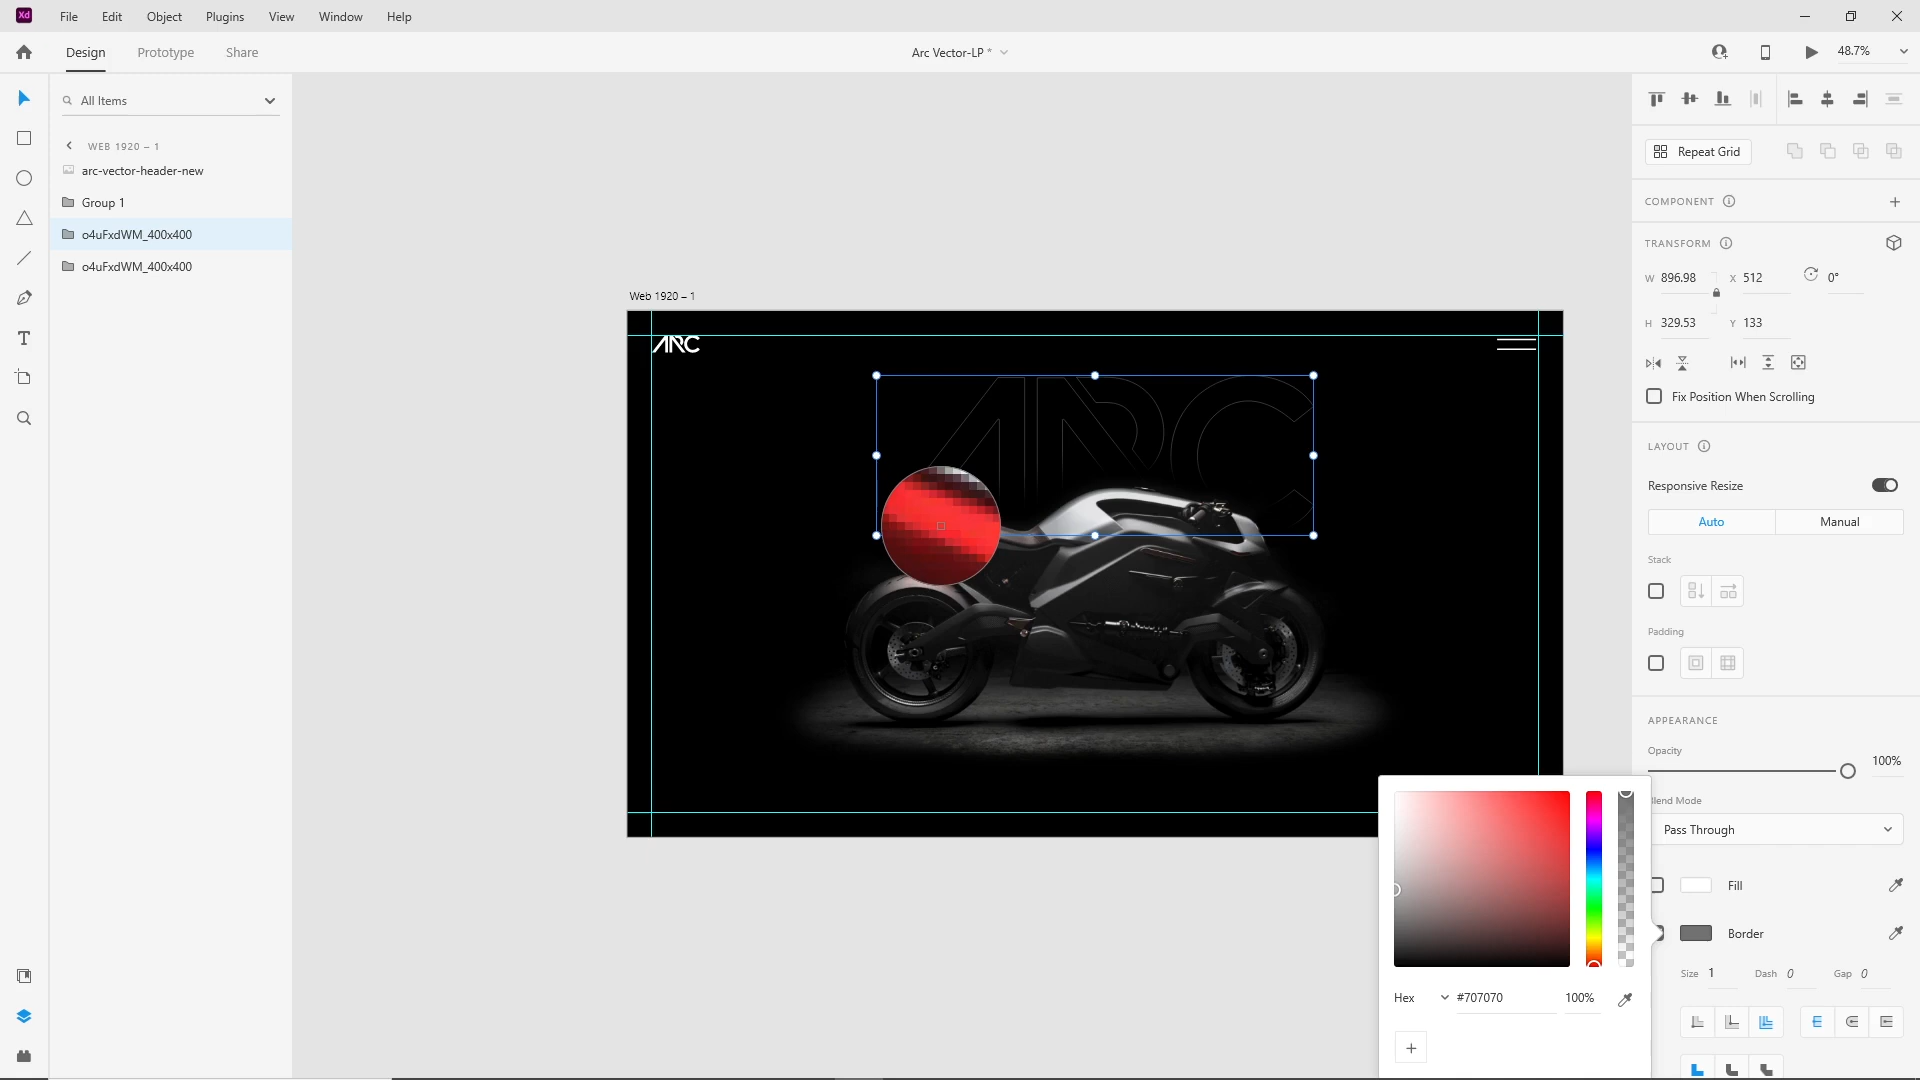 Xd File Edit Object Plugins View Window Help
Design Prototype Share Arc Vector-LP * 48.7%
All Items
WEB 1920 – 1
arc-vector-header-new
Group 1
o4uFxdWM_400x400
o4uFxdWM_400x400
Web 1920 – 1
ARC
ARC
Repeat Grid
COMPONENT
TRANSFORM
W 896.98 X 512 0°
H 329.53 Y 133
Fix Position When Scrolling
LAYOUT
Responsive Resize
Auto Manual
Stack
Padding
APPEARANCE
Opacity
100%
Blend Mode
Pass Through
Fill
Border
Size 1 Dash 0 Gap 0
Hex #707070 100%